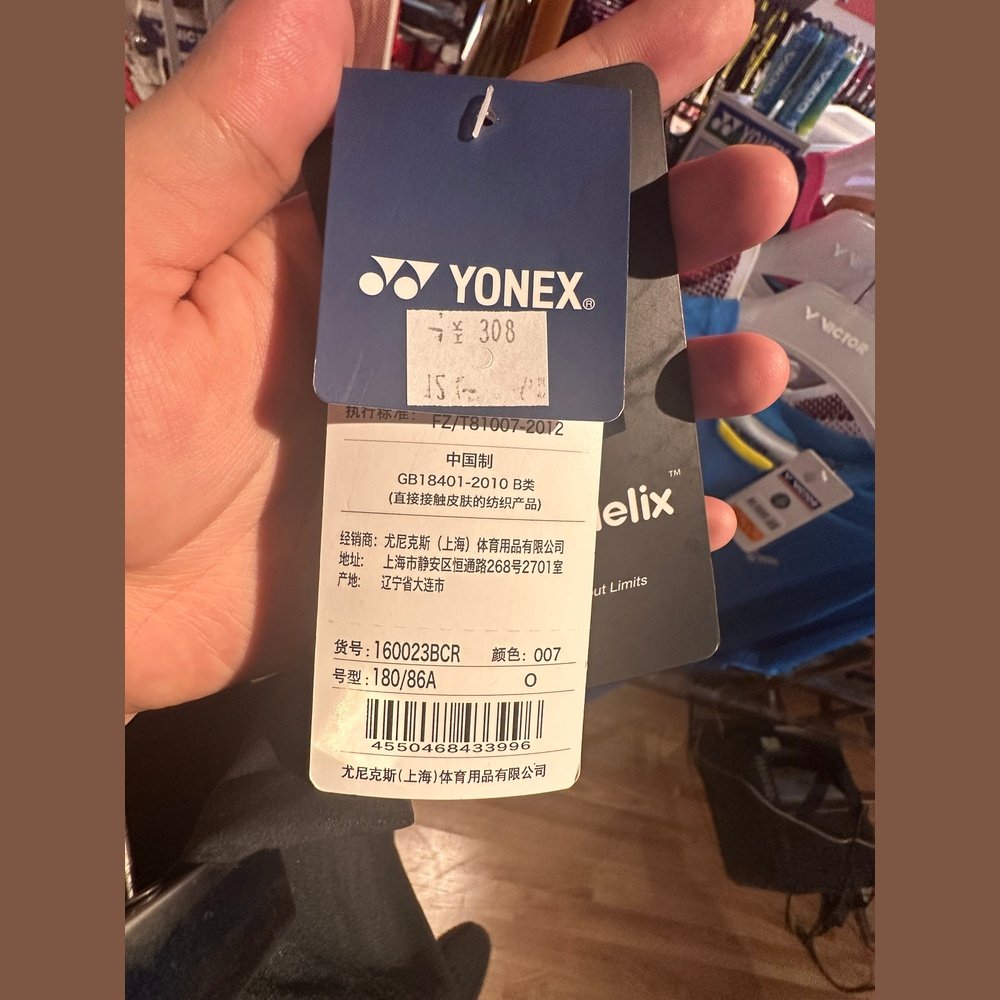 YONEX®
¥ 308
执行标准: FZ/T81007-2012
中国制
GB18401-2010 B类
(直接接触皮肤的纺织产品)
经销商: 尤尼克斯 (上海) 体育用品有限公司
地址: 上海市静安区恒通路268号2701室
产地: 辽宁省大连市
货号: 160023BCR 颜色: 007
号型: 180/86A O
4550468433996
尤尼克斯(上海)体育用品有限公司
elix™
ut Limits
YONEX
VICTOR